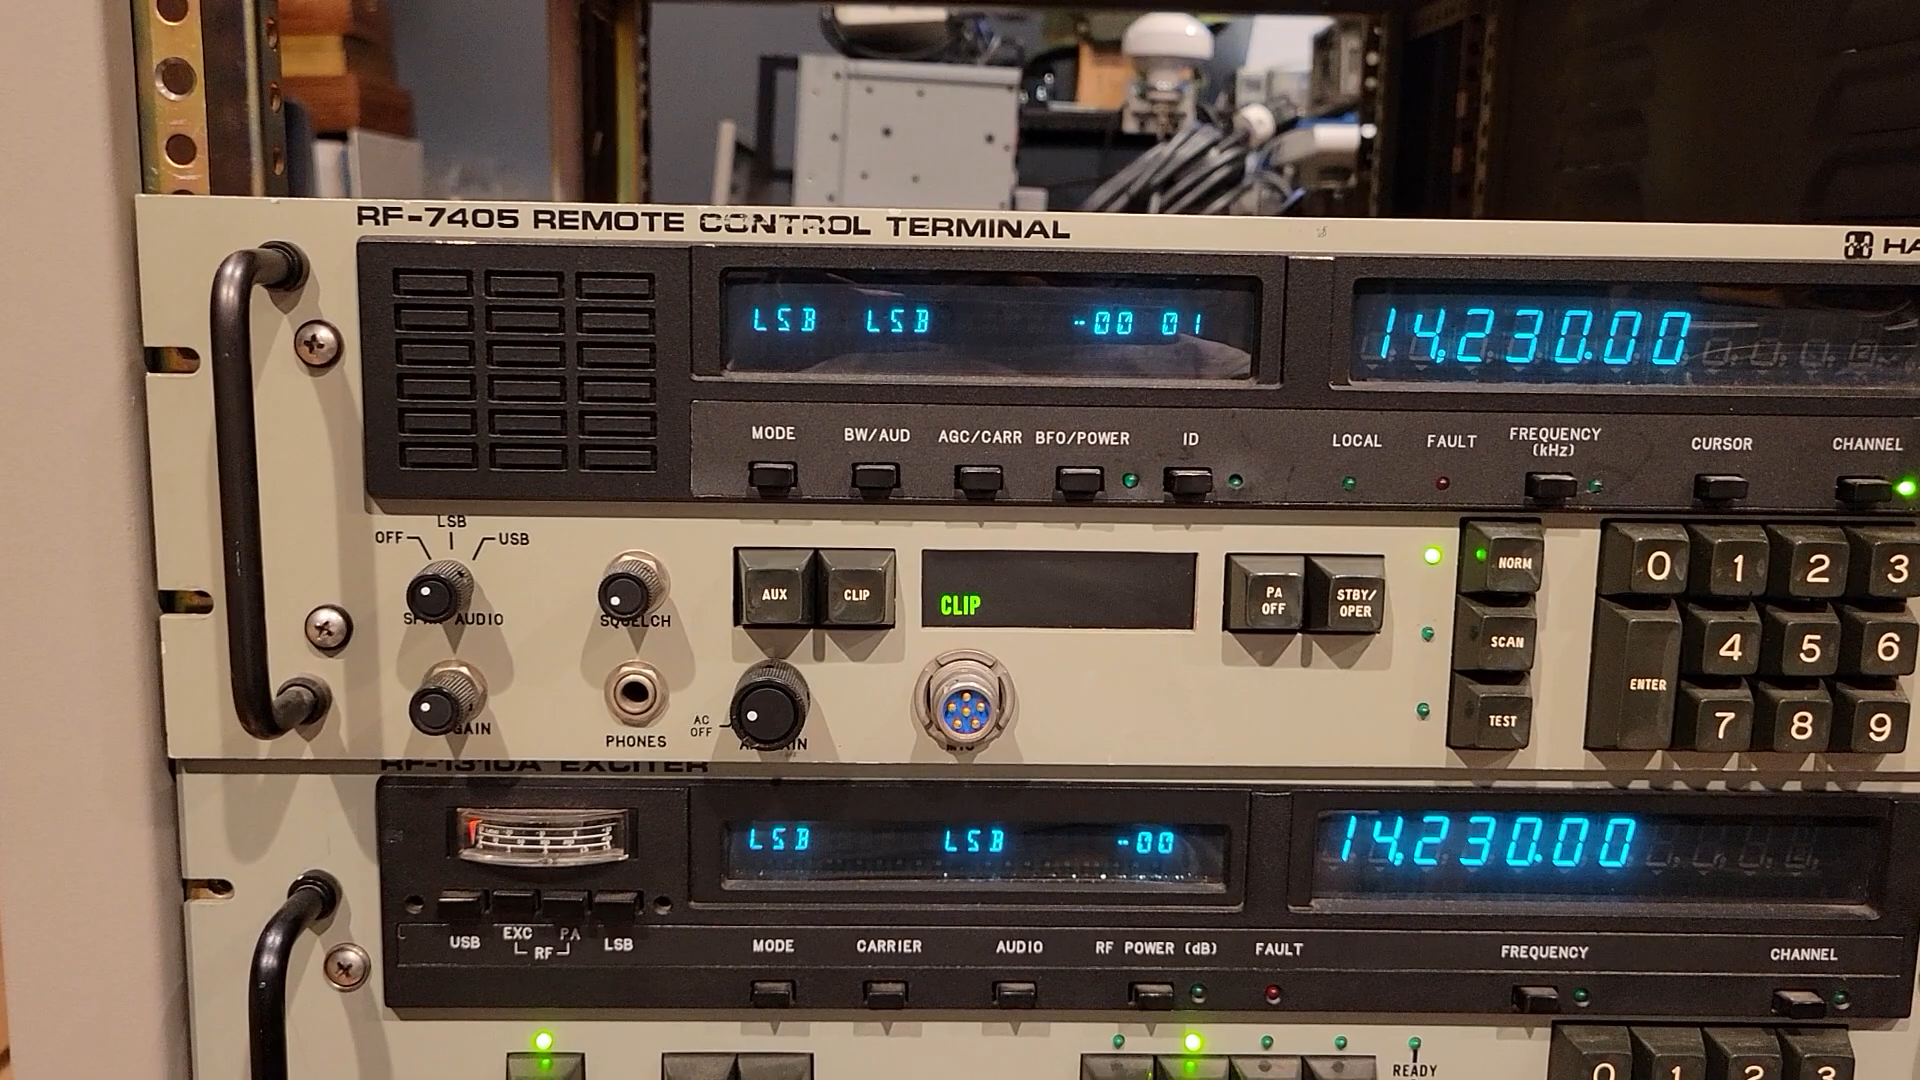 RF-7405 REMOTE CONTROL TERMINAL
HA
LSB LSB -00 01
14,230.00
MODE BW/AUD AGC/CARR BFO/POWER ID
LOCAL FAULT FREQUENCY (kHz) CURSOR CHANNEL
OFF LSB USB
SQUELCH
AUDIO
AUX CLIP
CLIP
PA OFF
STBY/OPER
NORM
SCAN
TEST
0 1 2 3
ENTER
4 5 6
7 8 9
GAIN
PHONES
AC OFF
RF-1310A EXCITER
LSB LSB -00
14,230.00
USB EXC PA LSB
RF
MODE CARRIER AUDIO RF POWER (dB) FAULT
FREQUENCY CHANNEL
READY
0 1 2 3